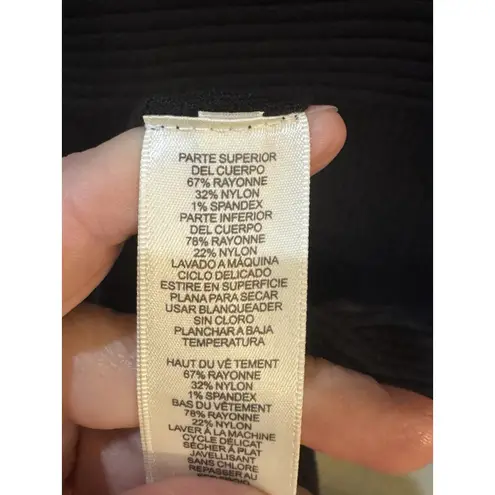 PARTE SUPERIOR
DEL CUERPO
67% RAYONNE
32% NYLON
1% SPANDEX
PARTE INFERIOR
DEL CUERPO
78% RAYONNE
22% NYLON
LAVADO A MÁQUINA
CICLO DELICADO
ESTIRE EN SUPERFICIE
PLANA PARA SECAR
USAR BLANQUEADER
SIN CLORO
PLANCHAR A BAJA
TEMPERATURA
HAUT DU VÊTEMENT
67% RAYONNE
32% NYLON
1% SPANDEX
BAS DU VÊTEMENT
78% RAYONNE
22% NYLON
LAVER À LA MACHINE
CYCLE DÉLICAT
SÉCHER À PLAT
JAVELLISANT
SANS CHLORE
REPASSER AU